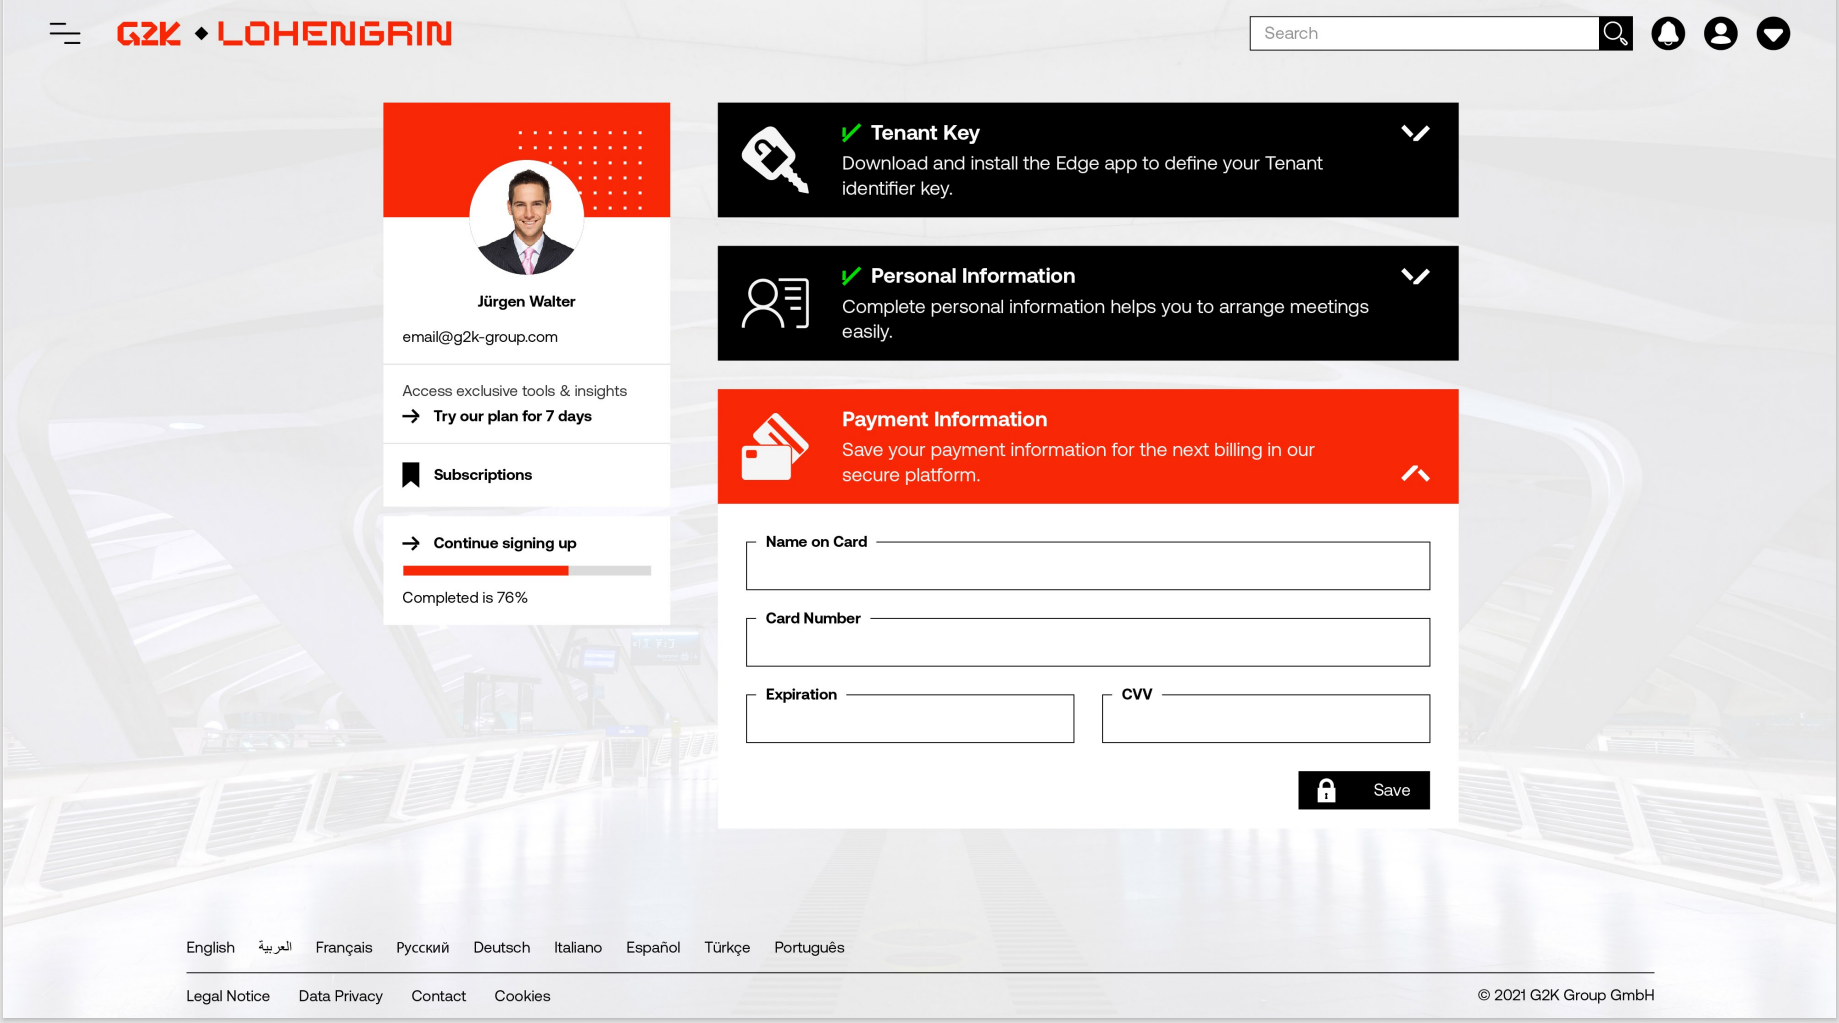 G2K ◆ LOHENGRIN
Search
Jürgen Walter
email@g2k-group.com
Access exclusive tools & insights
Try our plan for 7 days
Subscriptions
Continue signing up
Completed is 76%
Tenant Key
Download and install the Edge app to define your Tenant
identifier key.
Personal Information
Complete personal information helps you to arrange meetings
easily.
Payment Information
Save your payment information for the next billing in our
secure platform.
Name on Card
Card Number
Expiration
CVV
Save
English العربية Français Русский Deutsch Italiano Español Türkçe Português
Legal Notice Data Privacy Contact Cookies
© 2021 G2K Group GmbH